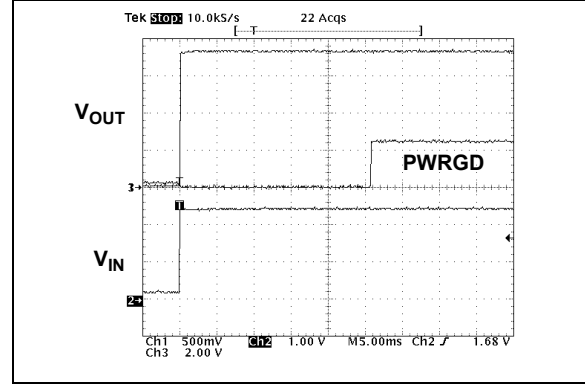 Tek Stop: 10.0kS/s 22 Acqs
T
VOUT
PWRGD
3→
T
T
VIN
2→
Ch1 500mV Ch2 1.00 V M5.00ms Ch2 ƒ 1.68 V
Ch3 2.00 V